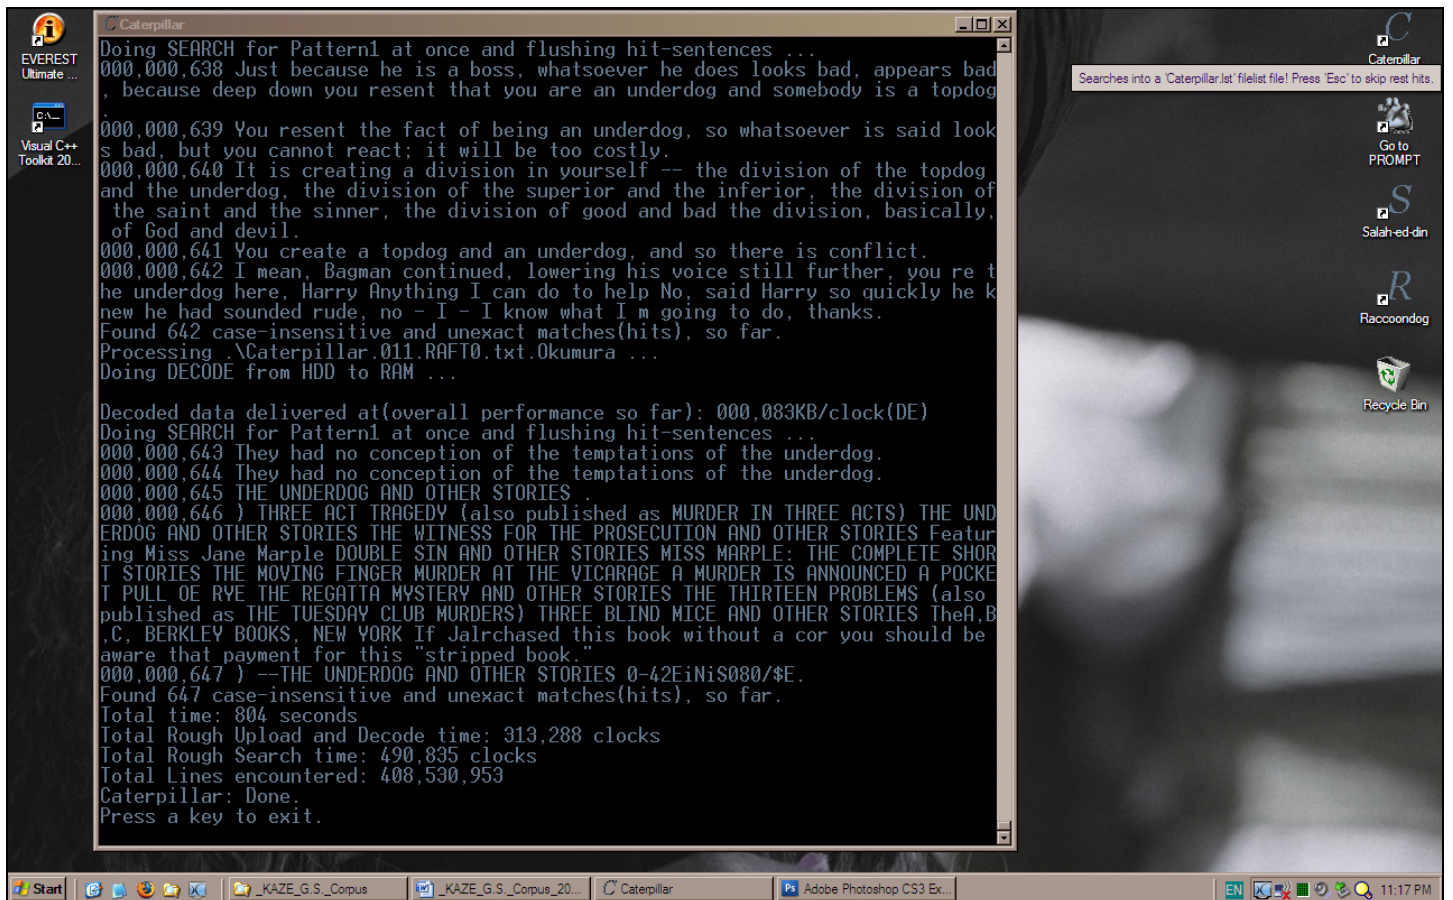 EVEREST
Ultimate ...
Visual C++
Toolkit 20...
Caterpillar
Doing SEARCH for Pattern1 at once and flushing hit-sentences ...
000,000,638 Just because he is a boss, whatsoever he does looks bad, appears bad
, because deep down you resent that you are an underdog and somebody is a topdog
.
000,000,639 You resent the fact of being an underdog, so whatsoever is said look
s bad, but you cannot react; it will be too costly.
000,000,640 It is creating a division in yourself -- the division of the topdog
and the underdog, the division of the superior and the inferior, the division of
the saint and the sinner, the division of good and bad the division, basically,
of God and devil.
000,000,641 You create a topdog and an underdog, and so there is conflict.
000,000,642 I mean, Bagman continued, lowering his voice still further, you re t
he underdog here, Harry Anything I can do to help No, said Harry so quickly he k
new he had sounded rude, no - I - I know what I m going to do, thanks.
Found 642 case-insensitive and unexact matches(hits), so far.
Processing .\Caterpillar.011.RAFT0.txt.Okumura ...
Doing DECODE from HDD to RAM ...
Decoded data delivered at(overall performance so far): 000,083KB/clock(DE)
Doing SEARCH for Pattern1 at once and flushing hit-sentences ...
000,000,643 They had no conception of the temptations of the underdog.
000,000,644 They had no conception of the temptations of the underdog.
000,000,645 THE UNDERDOG AND OTHER STORIES .
000,000,646 ) THREE ACT TRAGEDY (also published as MURDER IN THREE ACTS) THE UND
ERDOG AND OTHER STORIES THE WITNESS FOR THE PROSECUTION AND OTHER STORIES Featur
ing Miss Jane Marple DOUBLE SIN AND OTHER STORIES MISS MARPLE: THE COMPLETE SHOR
T STORIES THE MOVING FINGER MURDER AT THE VICARAGE A MURDER IS ANNOUNCED A POCKE
T PULL OE RYE THE REGATTA MYSTERY AND OTHER STORIES THE THIRTEEN PROBLEMS (also
published as THE TUESDAY CLUB MURDERS) THREE BLIND MICE AND OTHER STORIES TheA,B
,C, BERKLEY BOOKS, NEW YORK If Jalrchased this book without a cor you should be
aware that payment for this "stripped book."
000,000,647 ) --THE UNDERDOG AND OTHER STORIES 0-42EiNiS080/$E.
Found 647 case-insensitive and unexact matches(hits), so far.
Total time: 804 seconds
Total Rough Upload and Decode time: 313,288 clocks
Total Rough Search time: 490,835 clocks
Total Lines encountered: 408,530,953
Caterpillar: Done.
Press a key to exit.
C
Caterpillar
Searches into a 'Caterpillar.lst' filelist file! Press 'Esc' to skip rest hits.
Go to
PROMPT
S
Salah-ed-din
R
Raccoondog
Recycle Bin
Start
_KAZE_G.S._Corpus
_KAZE_G.S._Corpus_20...
C Caterpillar
Ps Adobe Photoshop CS3 Ex...
EN
11:17 PM